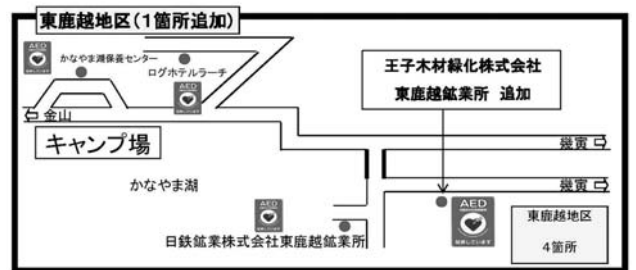 東鹿越地区(1箇所追加)
AED
かなやま湖保養センター
ログホテルラーチ
AED
王子木材緑化株式会社
東鹿越鉱業所 追加
金山
キャンプ場
幾寅
かなやま湖
幾寅
AED
AED
日鉄鉱業株式会社東鹿越鉱業所
東鹿越地区
4箇所